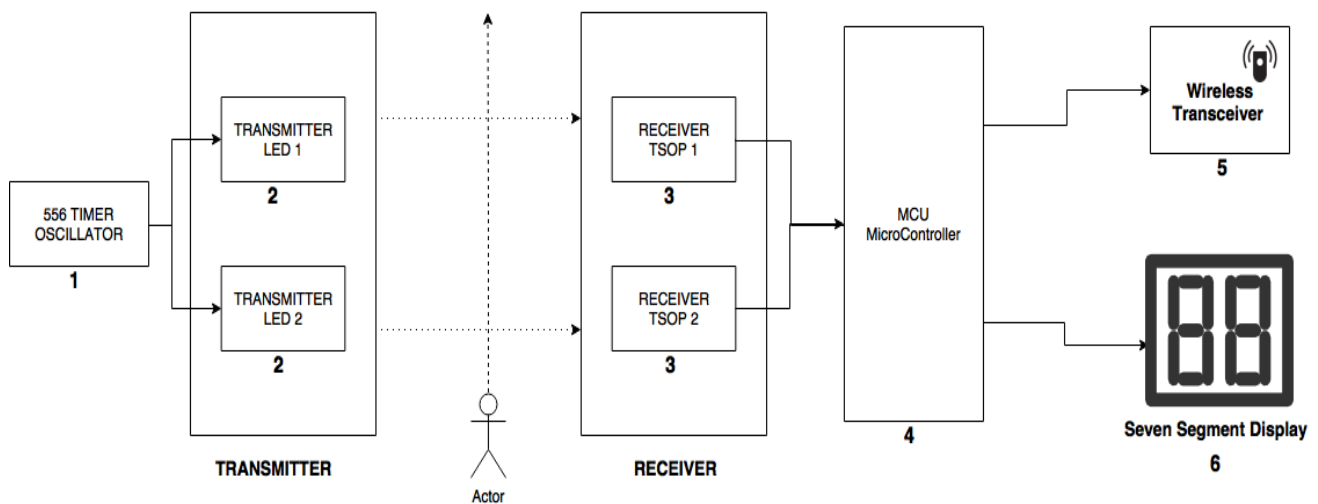 556 TIMER
OSCILLATOR
1
TRANSMITTER
LED 1
2
TRANSMITTER
LED 2
2
TRANSMITTER
Actor
RECEIVER
TSOP 1
3
RECEIVER
TSOP 2
3
RECEIVER
MCU
MicroController
4
Wireless
Transceiver
5
88
Seven Segment Display
6